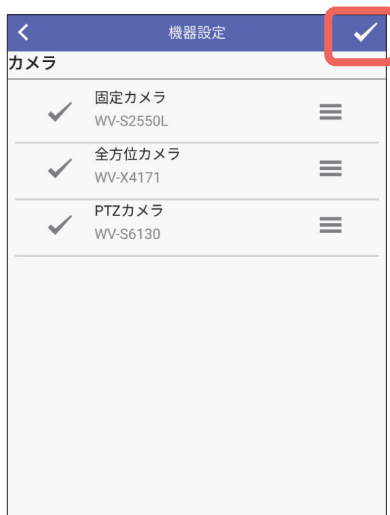 機器設定
カメラ
固定カメラ
WV-S2550L
全方位カメラ
WV-X4171
PTZカメラ
WV-S6130